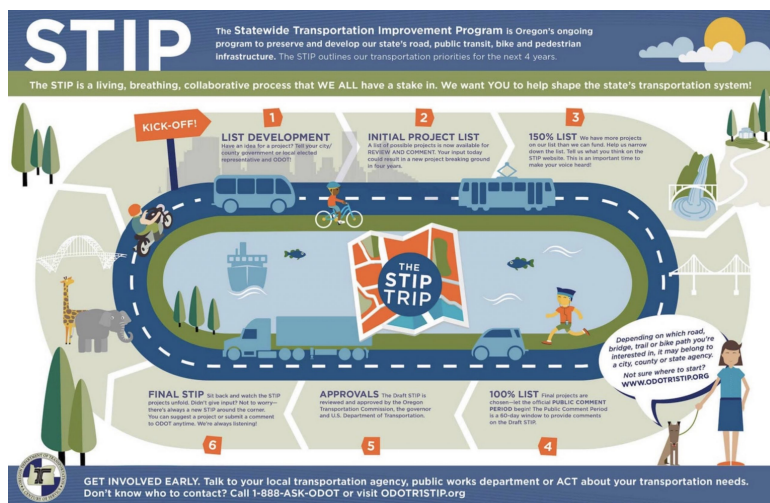 STIP
The Statewide Transportation Improvement Program is Oregon's ongoing
program to preserve and develop our state's road, public transit, bike and pedestrian
infrastructure. The STIP outlines our transportation priorities for the next 4 years.
The STIP is a living, breathing, collaborative process that WE ALL have a stake in. We want YOU to help shape the state's transportation system!
KICK-OFF!
1
LIST DEVELOPMENT
Have an idea for a project? Tell your city/
county government or local elected
representative and ODOT!
2
INITIAL PROJECT LIST
A list of possible projects is now available for
REVIEW AND COMMENT. Your input today
could result in a new project breaking ground
in four years.
3
150% LIST We have more projects
on our list than we can fund. Help us narrow
down the list. Tell us what you think on the
STIP website. This is an important time to
make your voice heard!
THE
STIP
TRIP
Depending on which road,
bridge, trail or bike path you're
interested in, it may belong to
a city, county or state agency.
Not sure where to start?
WWW.ODOTR1STIP.ORG
FINAL STIP Sit back and watch the STIP
projects unfold. Didn't give input? Not to worry—
there's always a new STIP around the corner.
You can suggest a project or submit a comment
to ODOT anytime. We're always listening!
6
APPROVALS The Draft STIP is
reviewed and approved by the Oregon
Transportation Commission, the governor
and U.S. Department of Transportation.
5
100% LIST Final projects are
chosen—let the official PUBLIC COMMENT
PERIOD begin! The Public Comment Period
is a 60-day window to provide comments
on the Draft STIP.
4
GET INVOLVED EARLY. Talk to your local transportation agency, public works department or ACT about your transportation needs.
Don't know who to contact? Call 1-888-ASK-ODOT or visit ODOTR1STIP.org